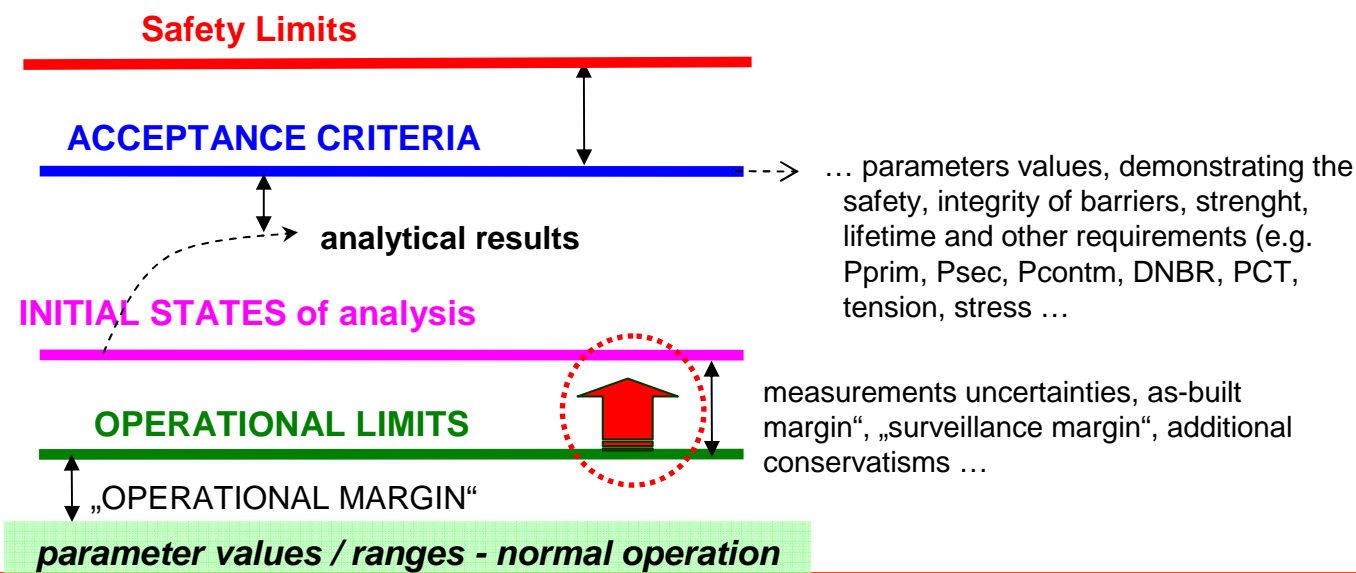 Safety Limits
ACCEPTANCE CRITERIA
… parameters values, demonstrating the
safety, integrity of barriers, strenght,
lifetime and other requirements (e.g.
Pprim, Psec, Pcontm, DNBR, PCT,
tension, stress …
analytical results
INITIAL STATES of analysis
measurements uncertainties, as-built
margin“, „surveillance margin“, additional
conservatisms …
OPERATIONAL LIMITS
„OPERATIONAL MARGIN“
parameter values / ranges - normal operation